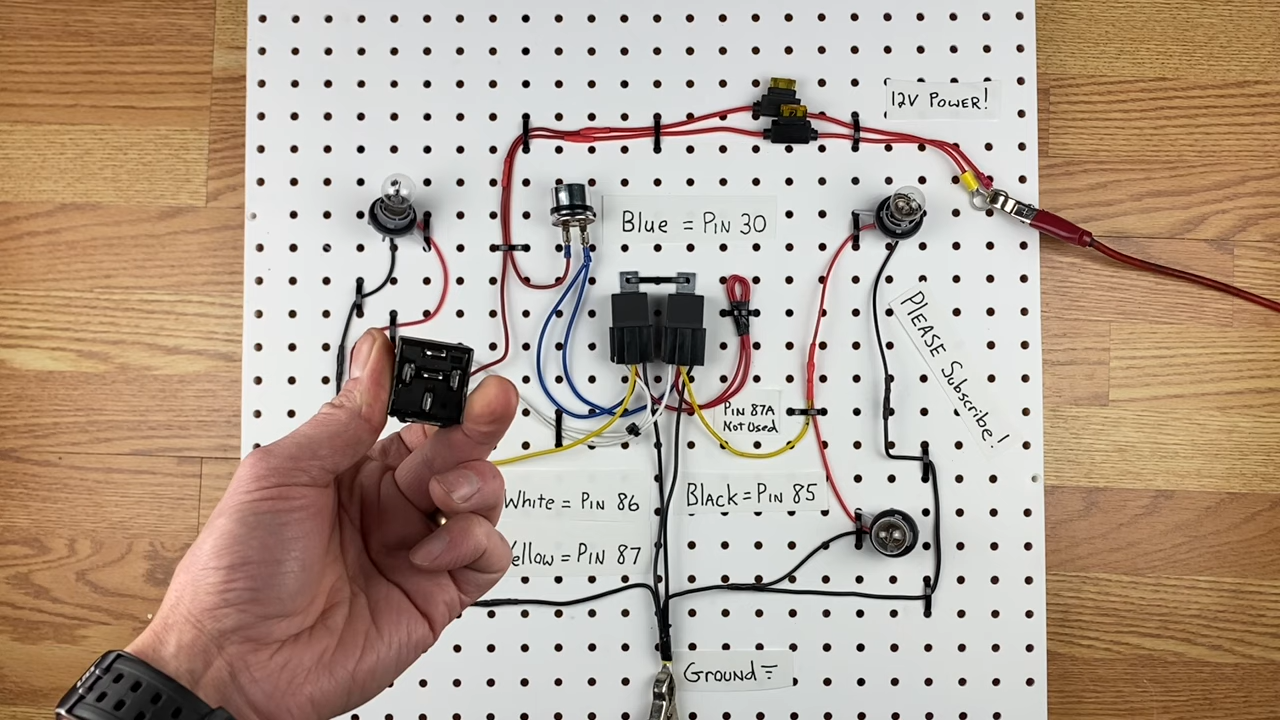 12V POWER!
Blue = PIN 30
PLEASE Subscribe!
PIN 87A
Not Used
White = PIN 86
Black = PIN 85
Yellow = PIN 87
Ground